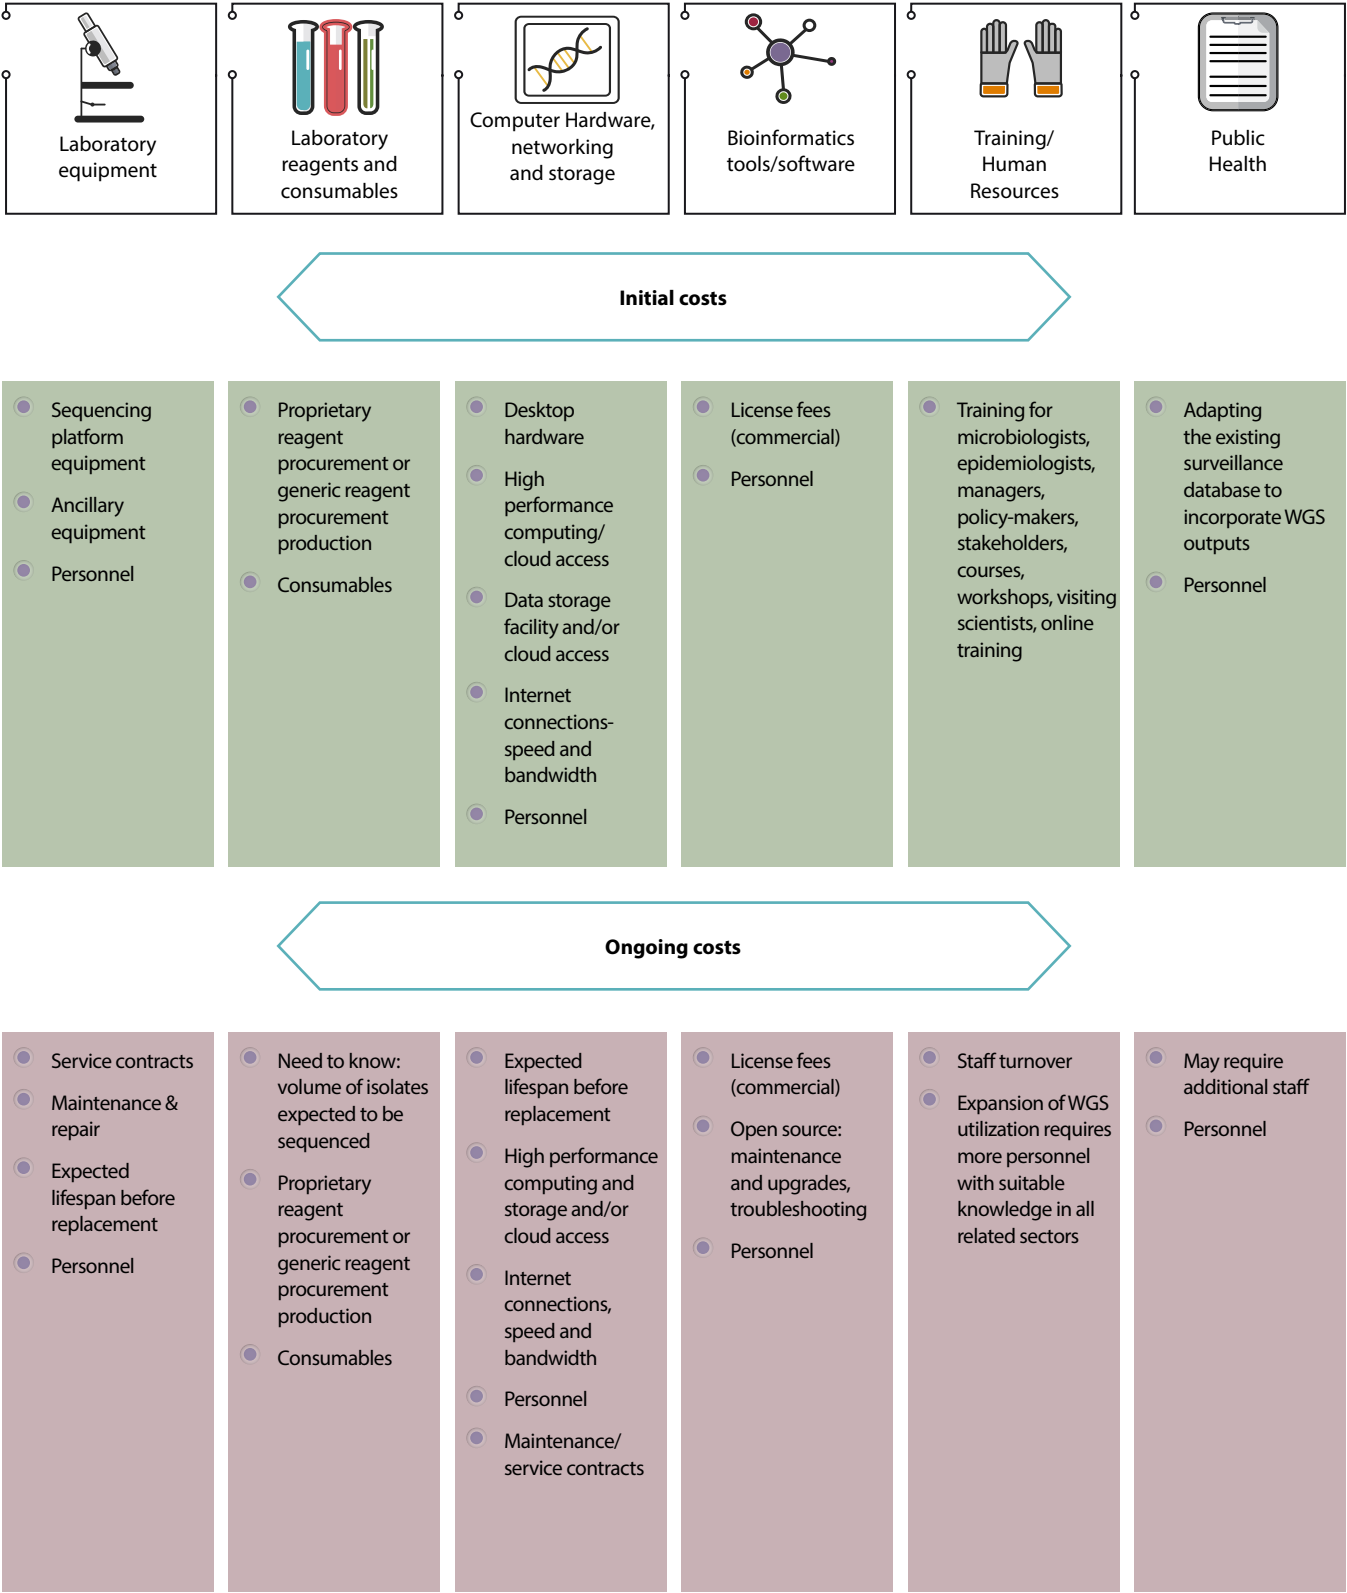 Laboratory
equipment
Laboratory
reagents and
consumables
Computer Hardware,
networking
and storage
Bioinformatics
tools/software
Training/
Human
Resources
Public
Health
Initial costs
Sequencing
platform
equipment
Ancillary
equipment
Personnel
Proprietary
reagent
procurement or
generic reagent
procurement
production
Consumables
Desktop
hardware
High
performance
computing/
cloud access
Data storage
facility and/or
cloud access
Internet
connections-
speed and
bandwidth
Personnel
License fees
(commercial)
Personnel
Training for
microbiologists,
epidemiologists,
managers,
policy-makers,
stakeholders,
courses,
workshops, visiting
scientists, online
training
Adapting
the existing
surveillance
database to
incorporate WGS
outputs
Personnel
Ongoing costs
Service contracts
Maintenance &
repair
Expected
lifespan before
replacement
Personnel
Need to know:
volume of isolates
expected to be
sequenced
Proprietary
reagent
procurement or
generic reagent
procurement
production
Consumables
Expected
lifespan before
replacement
High performance
computing and
storage and/or
cloud access
Internet
connections,
speed and
bandwidth
Personnel
Maintenance/
service contracts
License fees
(commercial)
Open source:
maintenance
and upgrades,
troubleshooting
Personnel
Staff turnover
Expansion of WGS
utilization requires
more personnel
with suitable
knowledge in all
related sectors
May require
additional staff
Personnel